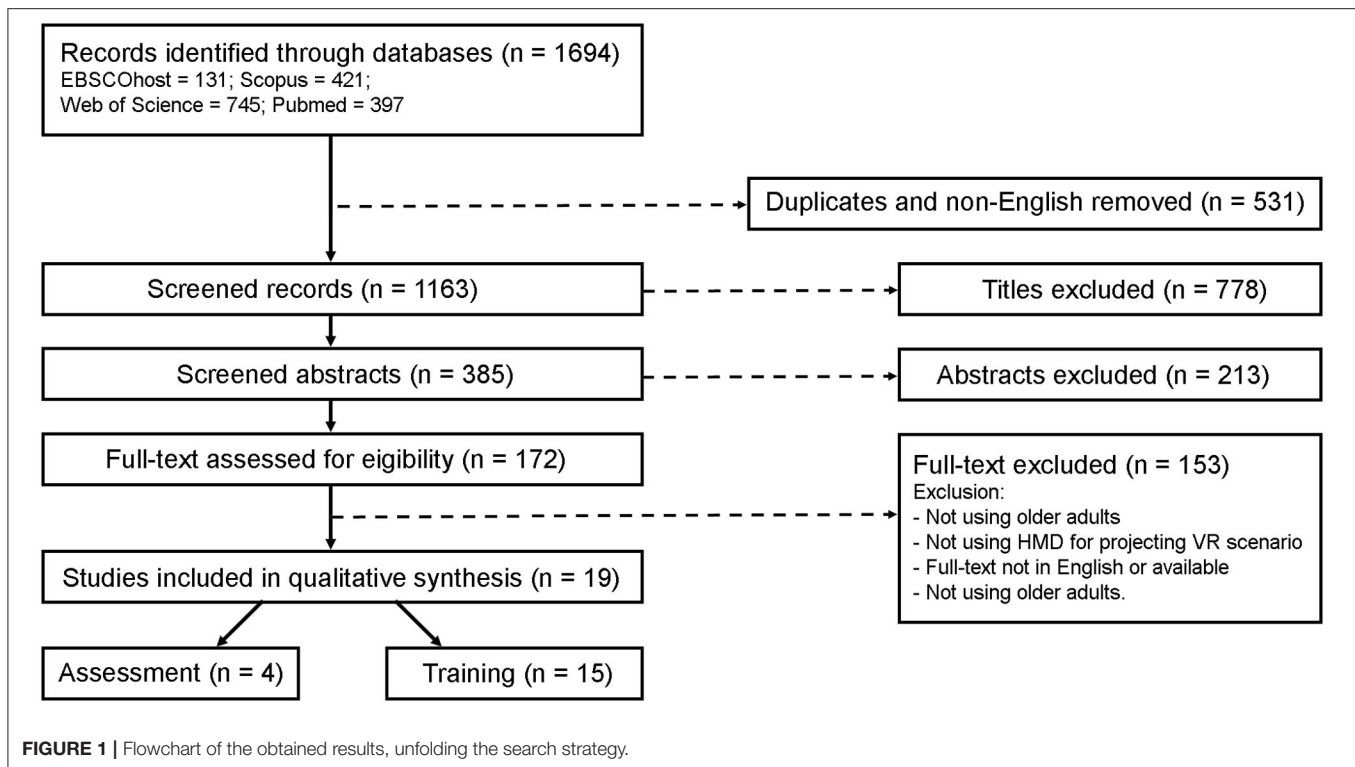 Records identified through databases (n = 1694)
EBSCOhost = 131; Scopus = 421;
Web of Science = 745; Pubmed = 397
Duplicates and non-English removed (n = 531)
Screened records (n = 1163)
Titles excluded (n = 778)
Screened abstracts (n = 385)
Abstracts excluded (n = 213)
Full-text assessed for eigibility (n = 172)
Full-text excluded (n = 153)
Exclusion:
- Not using older adults
- Not using HMD for projecting VR scenario
- Full-text not in English or available
- Not using older adults.
Studies included in qualitative synthesis (n = 19)
Assessment (n = 4)
Training (n = 15)
FIGURE 1 | Flowchart of the obtained results, unfolding the search strategy.